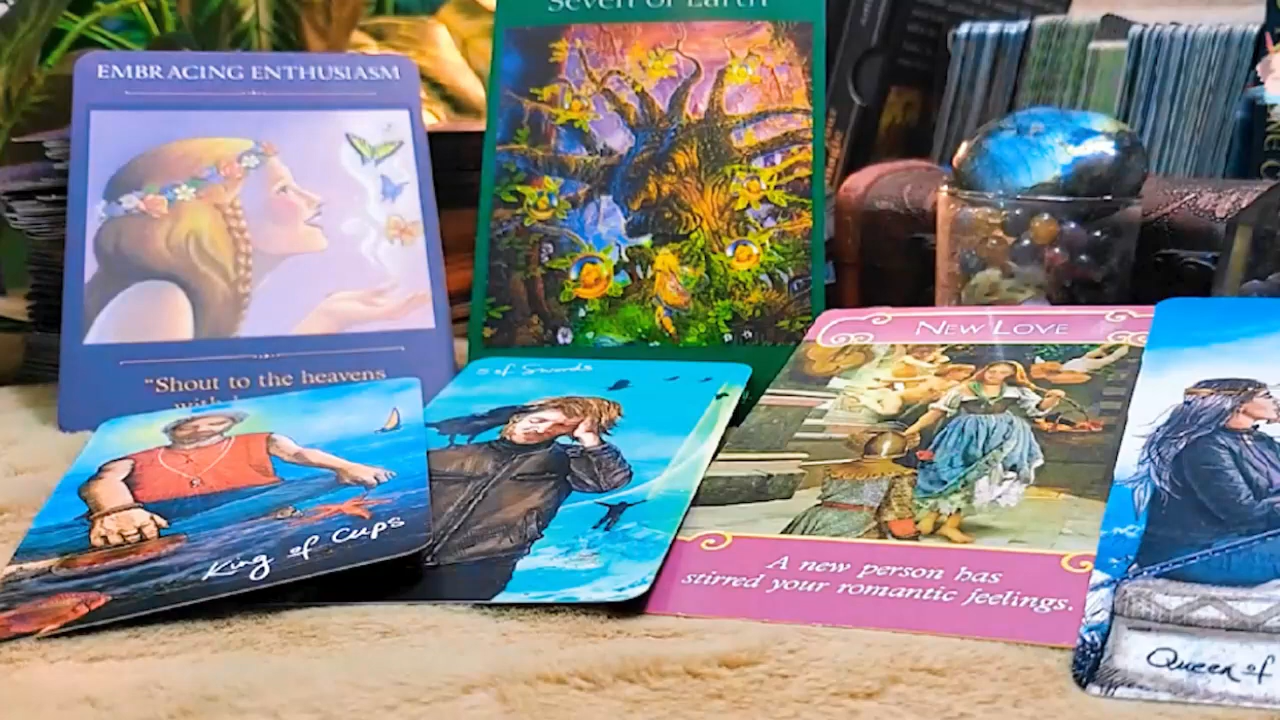 EMBRACING ENTHUSIASM
Seven of Earth
"Shout to the heavens
King of Cups
5 of Swords
NEW LOVE
A new person has
stirred your romantic feelings.
Queen of